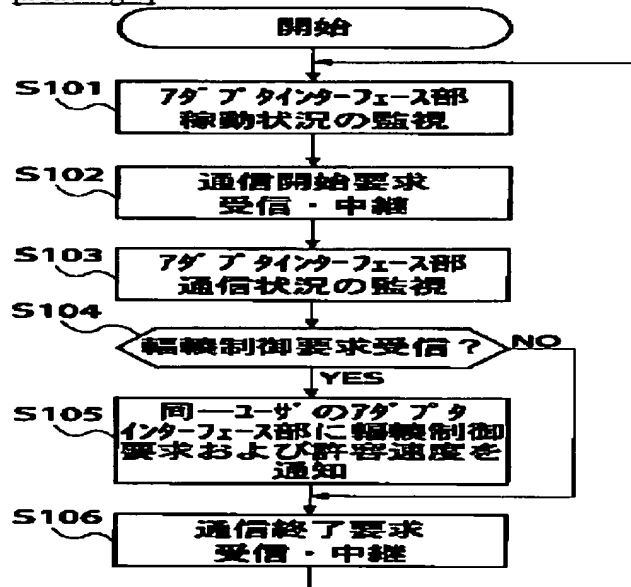 開始
S101
アダプタインターフェース部
稼動状況の監視
S102
通信開始要求
受信・中継
S103
アダプタインターフェース部
通信状況の監視
S104
輻輳制御要求受信?
NO
YES
S105
同一ユーザのアダプタ
インターフェース部に輻輳制御
要求および許容速度を
通知
S106
通信終了要求
受信・中継